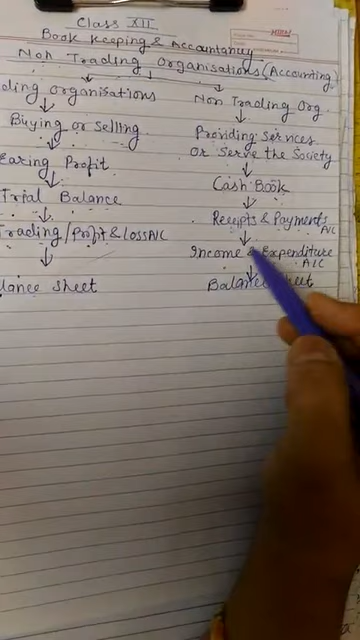 Class XII
Book Keeping & Accountancy
Non Trading Organisations (Accounting)
ding organisations
Non Trading Org
Buying or Selling
Providing Services
Or Serve the Society
earing Profit
Cash Book
Trial Balance
Receipts & Payments A/C
Trading/Profit & Loss A/C
Income & Expenditure A/C
lance Sheet
Balance Sheet